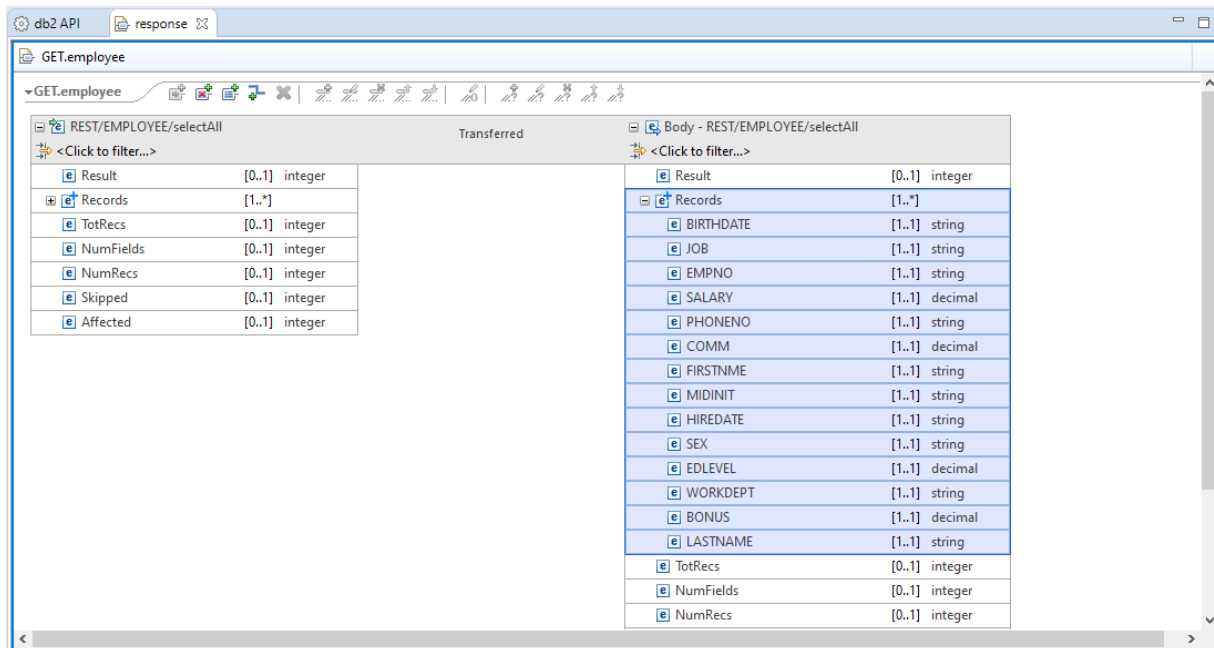 db2 API response
GET.employee
GET.employee
REST/EMPLOYEE/selectAll
<Click to filter...>
Result [0..1] integer
Records [1..*]
TotRecs [0..1] integer
NumFields [0..1] integer
NumRecs [0..1] integer
Skipped [0..1] integer
Affected [0..1] integer
Transferred
Body - REST/EMPLOYEE/selectAll
<Click to filter...>
Result [0..1] integer
Records [1..*]
BIRTHDATE [1..1] string
JOB [1..1] string
EMPNO [1..1] string
SALARY [1..1] decimal
PHONENO [1..1] string
COMM [1..1] decimal
FIRSTNME [1..1] string
MIDINIT [1..1] string
HIREDATE [1..1] string
SEX [1..1] string
EDLEVEL [1..1] decimal
WORKDEPT [1..1] string
BONUS [1..1] decimal
LASTNAME [1..1] string
TotRecs [0..1] integer
NumFields [0..1] integer
NumRecs [0..1] integer